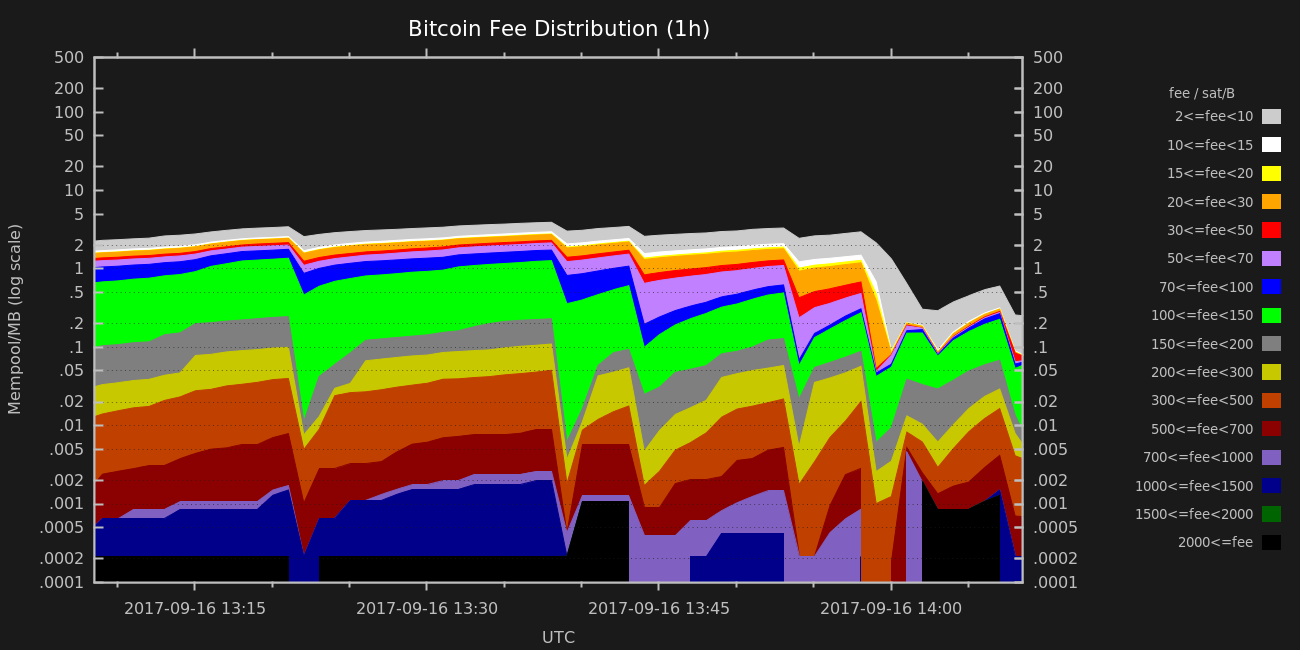 Bitcoin Fee Distribution (1h)
Mempool/MB (log scale)
500 500
200 200
100 100
50 50
20 20
10 10
5 5
2 2
1 1
.5 .5
.2 .2
.1 .1
.05 .05
.02 .02
.01 .01
.005 .005
.002 .002
.001 .001
.0005 .0005
.0002 .0002
.0001 .0001
2017-09-16 13:15 2017-09-16 13:30 2017-09-16 13:45 2017-09-16 14:00
UTC
fee / sat/B
2<=fee<10
10<=fee<15
15<=fee<20
20<=fee<30
30<=fee<50
50<=fee<70
70<=fee<100
100<=fee<150
150<=fee<200
200<=fee<300
300<=fee<500
500<=fee<700
700<=fee<1000
1000<=fee<1500
1500<=fee<2000
2000<=fee